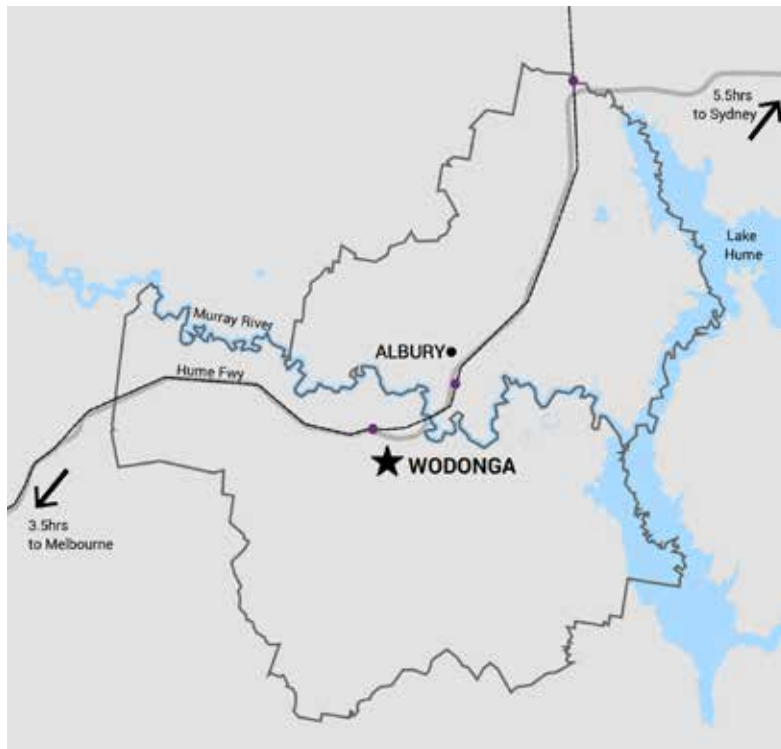 5.5hrs
to Sydney
Lake
Hume
Murray River
ALBURY
Hume Fwy
WODONGA
3.5hrs
to Melbourne